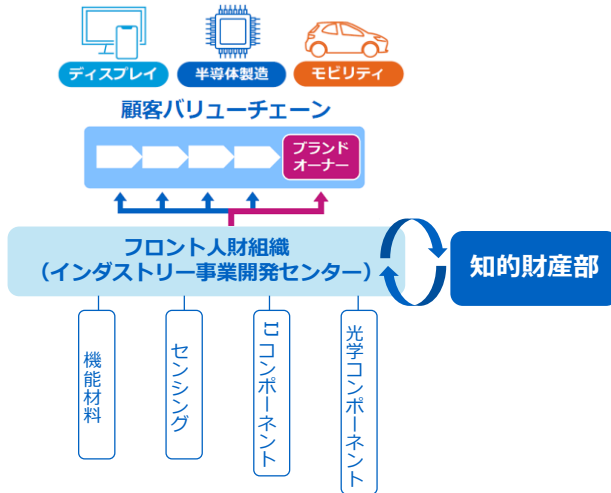 ディスプレイ
半導体製造
モビリティ
顧客バリューチェーン
ブランド
オーナー
フロント人財組織
（インダストリー事業開発センター）
知的財産部
機能材料
センシング
IJコンポーネント
光学コンポーネント